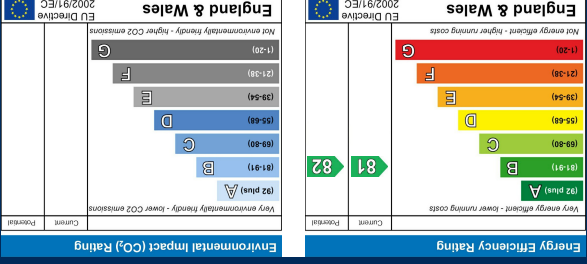 Energy Efficiency Rating
Current Potential
Very energy efficient - lower running costs
(92 plus) A
(81-91) B
81 82
(69-80) C
(55-68) D
(39-54) E
(21-38) F
(1-20) G
Not energy efficient - higher running costs
England & Wales
EU Directive
2002/91/EC
Environmental Impact (CO2) Rating
Current Potential
Very environmentally friendly - lower CO2 emissions
(92 plus) A
(81-91) B
(69-80) C
(55-68) D
(39-54) E
(21-38) F
(1-20) G
Not environmentally friendly - higher CO2 emissions
England & Wales
EU Directive
2002/91/EC